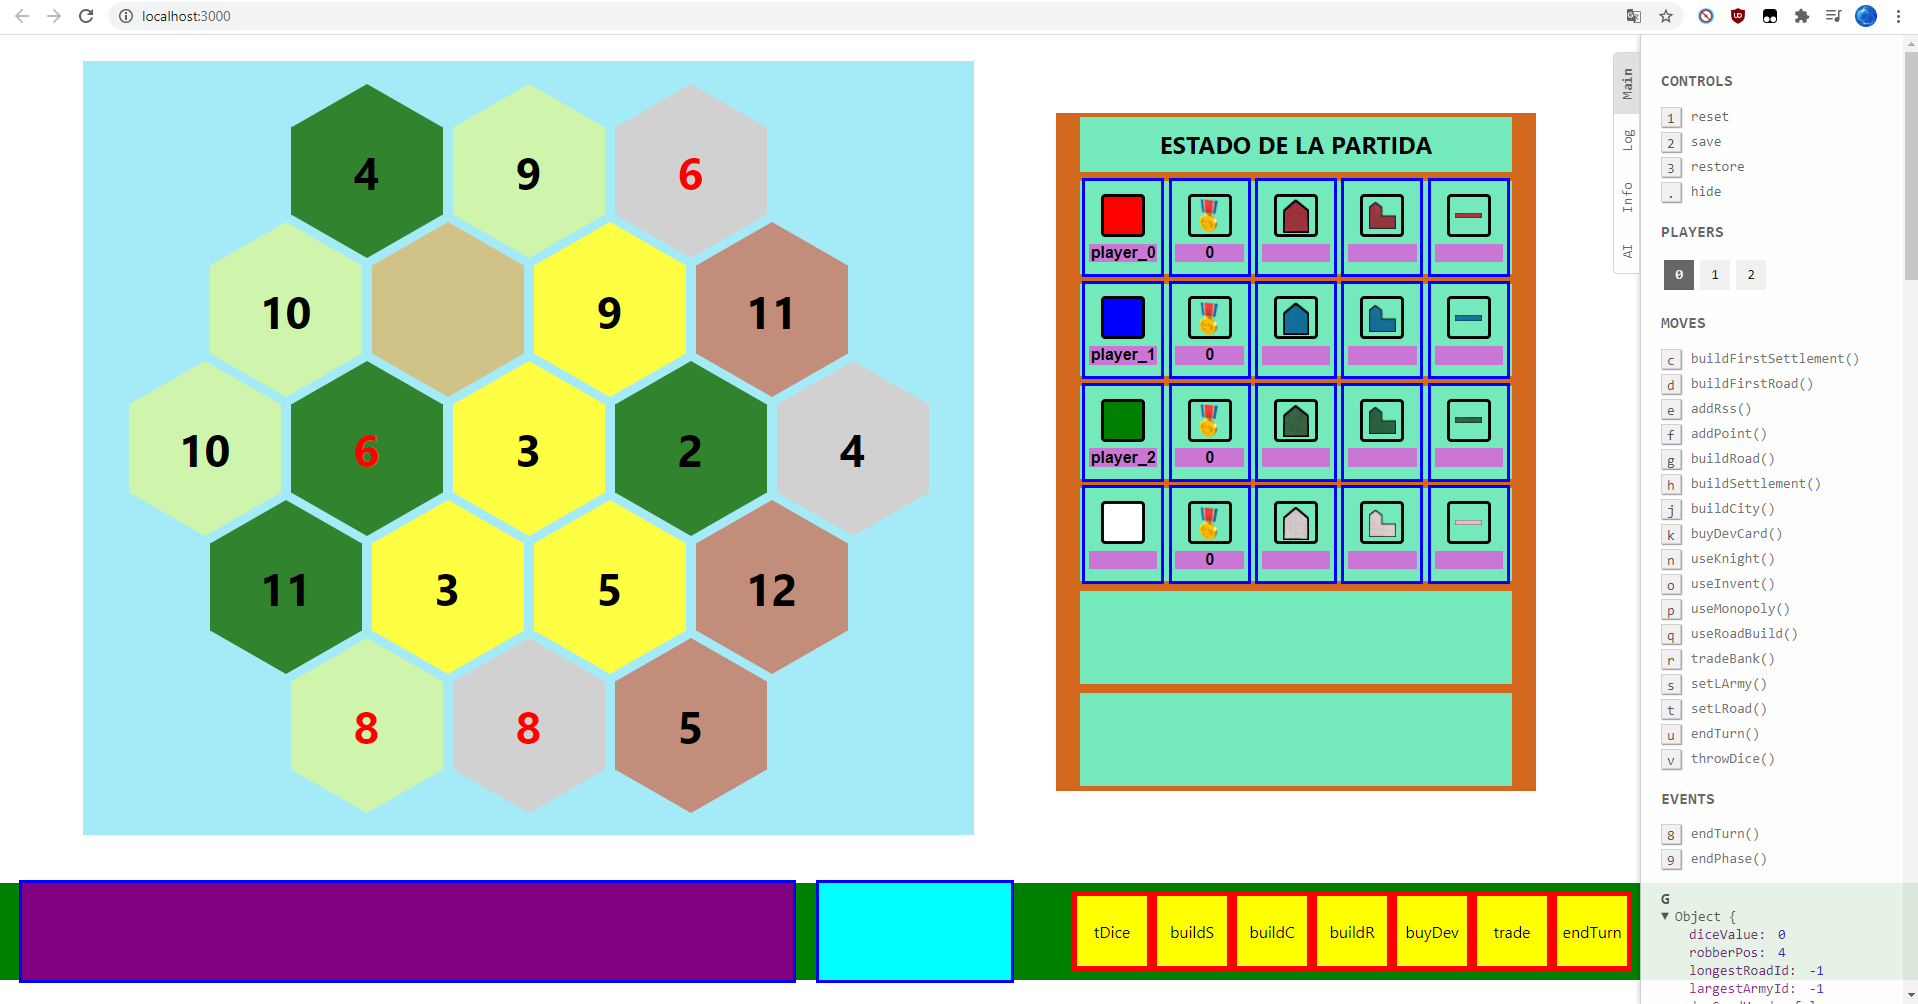 localhost:3000
4 9 6
10 9 11
10 6 3 2 4
11 3 5 12
8 8 5
ESTADO DE LA PARTIDA
player_0 0
player_1 0
player_2 0
0
tDice buildS buildC buildR buyDev trade endTurn
Main
Log
Info
AI
CONTROLS
1 reset
2 save
3 restore
. hide
PLAYERS
0 1 2
MOVES
c buildFirstSettlement()
d buildFirstRoad()
e addRss()
f addPoint()
g buildRoad()
h buildSettlement()
j buildCity()
k buyDevCard()
n useKnight()
o useInvent()
p useMonopoly()
q useRoadBuild()
r tradeBank()
s setLArmy()
t setLRoad()
u endTurn()
v throwDice()
EVENTS
8 endTurn()
9 endPhase()
G
▼ Object {
diceValue: 0
robberPos: 4
longestRoadId: -1
largestArmyId: -1